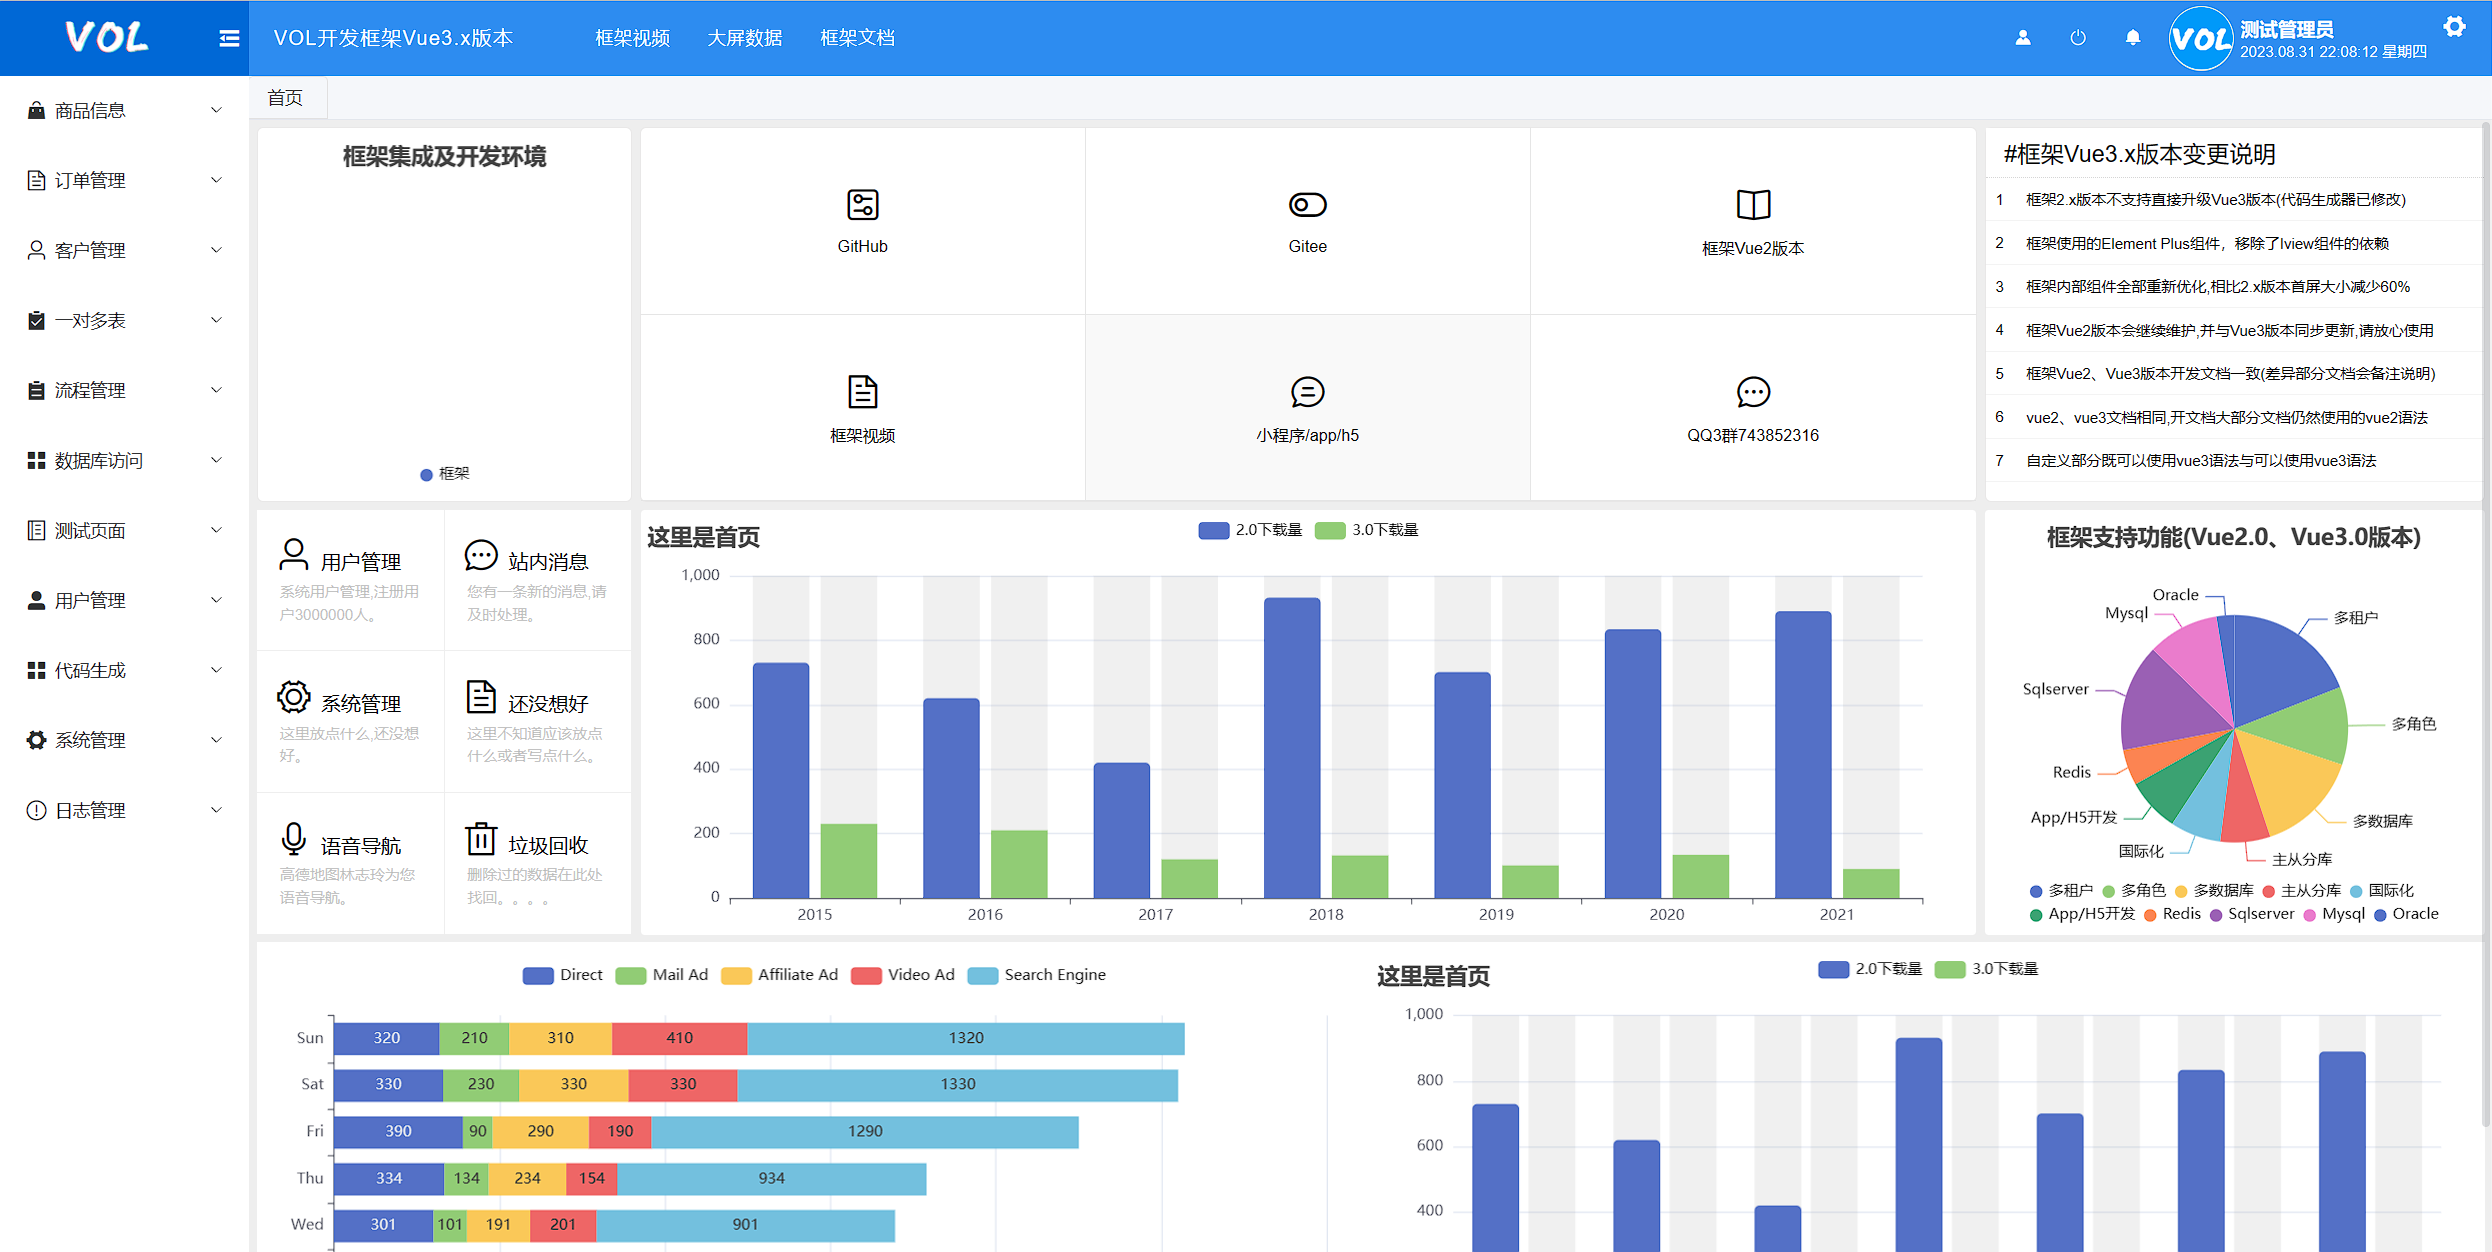 VOL
VOL开发框架Vue3.x版本
框架视频
大屏数据
框架文档
VOL
测试管理员
2023.08.31 22:08:12 星期四
首页
商品信息
订单管理
客户管理
一对多表
流程管理
数据库访问
测试页面
用户管理
代码生成
系统管理
日志管理
框架集成及开发环境
框架
GitHub
Gitee
框架Vue2版本
框架视频
小程序/app/h5
QQ3群743852316
#框架Vue3.x版本变更说明
1 框架2.x版本不支持直接升级Vue3版本(代码生成器已修改)
2 框架使用的Element Plus组件，移除了Iview组件的依赖
3 框架内部组件全部重新优化,相比2.x版本首屏大小减少60%
4 框架Vue2版本会继续维护,并与Vue3版本同步更新,请放心使用
5 框架Vue2、Vue3版本开发文档一致(差异部分文档会备注说明)
6 vue2、vue3文档相同,开文档大部分文档仍然使用的vue2语法
7 自定义部分既可以使用vue3语法与可以使用vue3语法
用户管理
系统用户管理,注册用
户3000000人。
站内消息
您有一条新的消息,请
及时处理。
系统管理
这里放点什么,还没想
好。
还没想好
这里不知道应该放点
什么或者写点什么。
语音导航
高德地图林志玲为您
语音导航。
垃圾回收
删除过的数据在此处
找回。。。。
这里是首页
2.0下载量 3.0下载量
1,000
800
600
400
200
0
2015 2016 2017 2018 2019 2020 2021
框架支持功能(Vue2.0、Vue3.0版本)
Oracle
Mysql
多租户
Sqlserver
多角色
Redis
App/H5开发
多数据库
国际化
主从分库
多租户 多角色 多数据库 主从分库 国际化
App/H5开发 Redis Sqlserver Mysql Oracle
Direct Mail Ad Affiliate Ad Video Ad Search Engine
Sun 320 210 310 410 1320
Sat 330 230 330 330 1330
Fri 390 90 290 190 1290
Thu 334 134 234 154 934
Wed 301 101 191 201 901
这里是首页
2.0下载量 3.0下载量
1,000
800
600
400